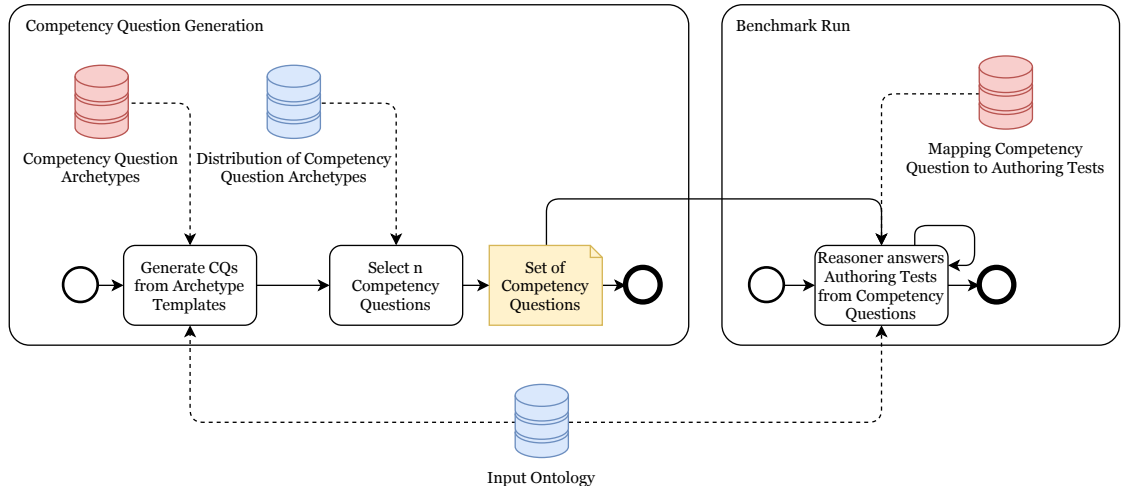 Competency Question Generation
Competency Question
Archetypes
Distribution of Competency
Question Archetypes
Generate CQs
from Archetype
Templates
Select n
Competency
Questions
Set of
Competency
Questions
Benchmark Run
Mapping Competency
Question to Authoring Tests
Reasoner answers
Authoring Tests
from Competency
Questions
Input Ontology